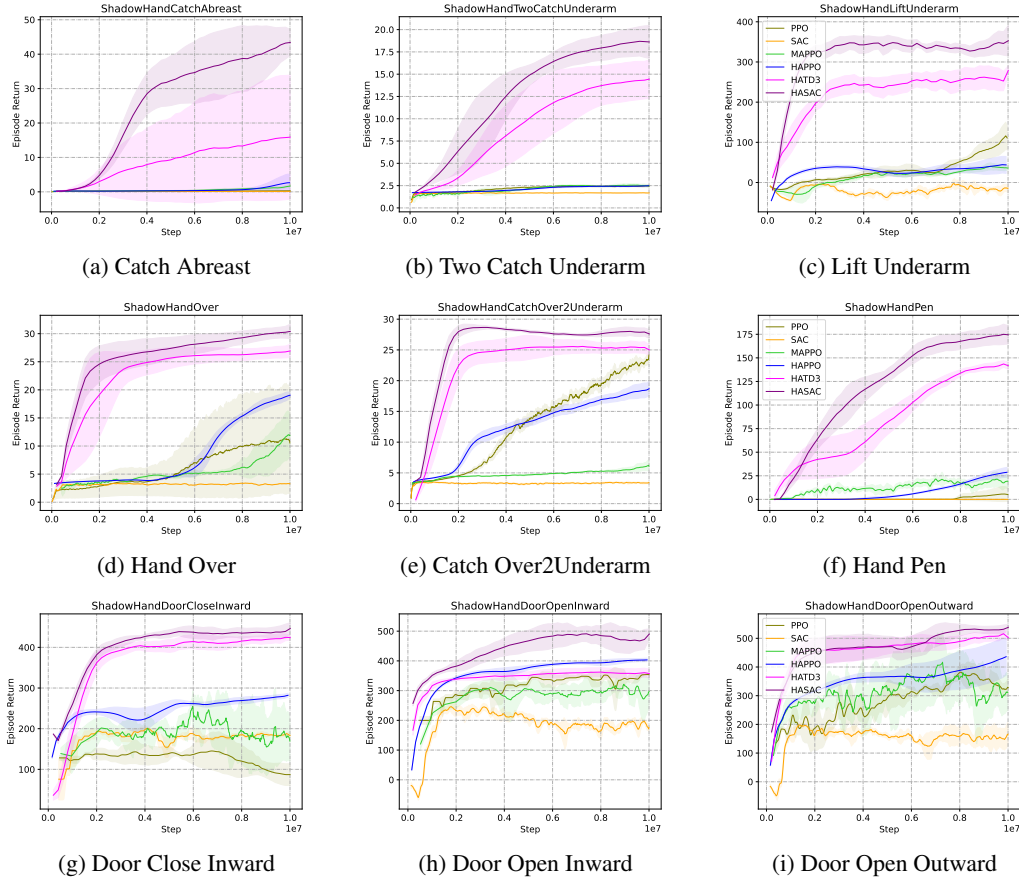 ShadowHandCatchAbreast
50
40
30
20
10
0
Episode Return
0.0 0.2 0.4 0.6 0.8 1.0
Step
1e7
(a) Catch Abreast
ShadowHandTwoCatchUnderarm
20.0
17.5
15.0
12.5
10.0
7.5
5.0
2.5
0.0
Episode Return
0.0 0.2 0.4 0.6 0.8 1.0
Step
1e7
(b) Two Catch Underarm
ShadowHandLiftUnderarm
400
300
200
100
0
Episode Return
PPO
SAC
MAPPO
HAPPO
HATD3
HASAC
0.0 0.2 0.4 0.6 0.8 1.0
Step
1e7
(c) Lift Underarm
ShadowHandOver
30
25
20
15
10
5
0
Episode Return
0.0 0.2 0.4 0.6 0.8 1.0
Step
1e7
(d) Hand Over
ShadowHandCatchOver2Underarm
30
25
20
15
10
5
0
Episode Return
0.0 0.2 0.4 0.6 0.8 1.0
Step
1e7
(e) Catch Over2Underarm
ShadowHandPen
175
150
125
100
75
50
25
0
Episode Return
PPO
SAC
MAPPO
HAPPO
HATD3
HASAC
0.0 0.2 0.4 0.6 0.8 1.0
Step
1e7
(f) Hand Pen
ShadowHandDoorCloseInward
400
300
200
100
Episode Return
0.0 0.2 0.4 0.6 0.8 1.0
Step
1e7
(g) Door Close Inward
ShadowHandDoorOpenInward
500
400
300
200
100
0
Episode Return
0.0 0.2 0.4 0.6 0.8 1.0
Step
1e7
(h) Door Open Inward
ShadowHandDoorOpenOutward
500
400
300
200
100
0
Episode Return
PPO
SAC
MAPPO
HAPPO
HATD3
HASAC
0.0 0.2 0.4 0.6 0.8 1.0
Step
1e7
(i) Door Open Outward